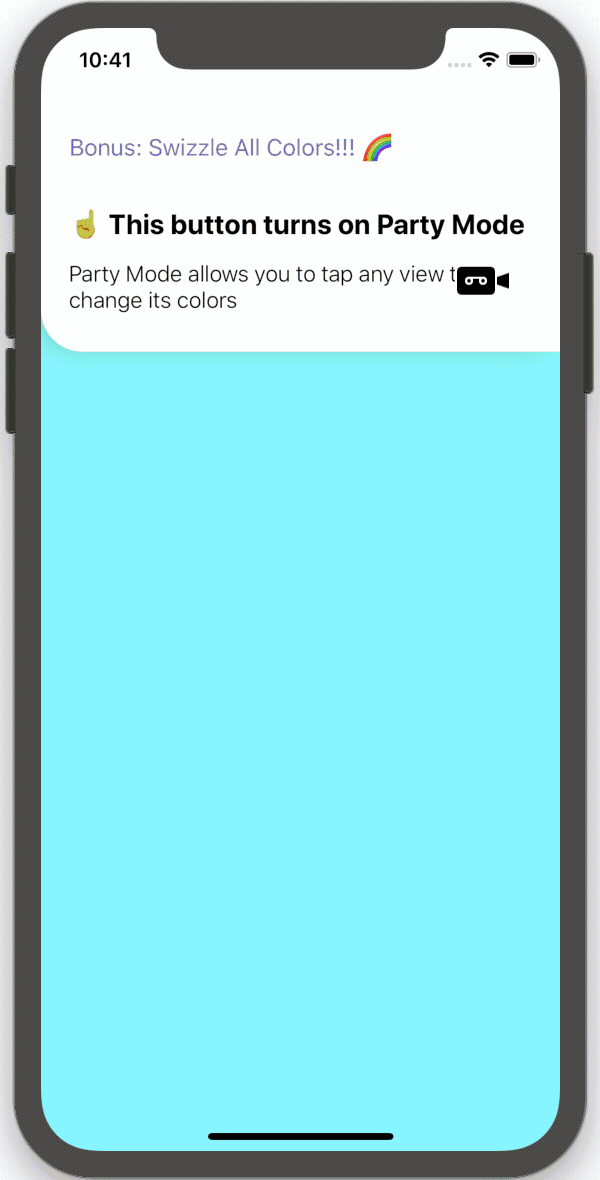 10:41
Bonus: Swizzle All Colors!!! 🌈
☝️ This button turns on Party Mode
Party Mode allows you to tap any view
change its colors